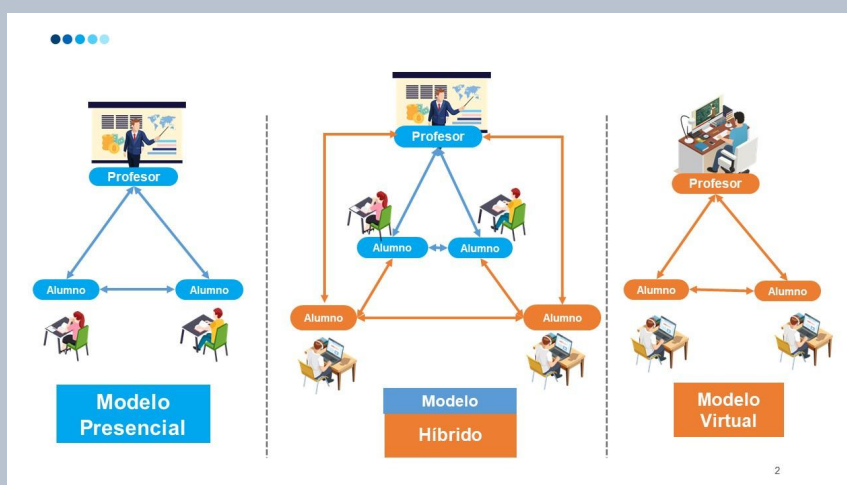 Profesor
Alumno
Alumno
Modelo
Presencial
Profesor
Alumno
Alumno
Alumno
Alumno
Modelo
Híbrido
Profesor
Alumno
Alumno
Modelo
Virtual
2